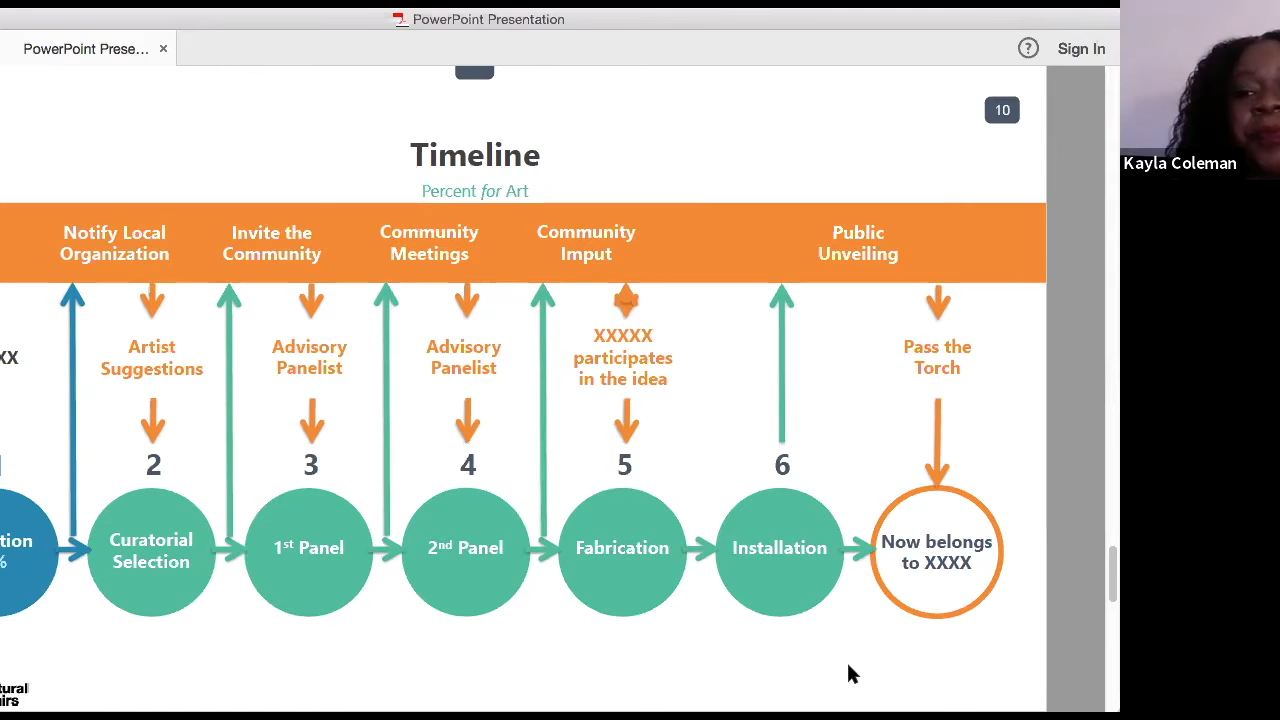 PowerPoint Presentation
PowerPoint Prese...
Sign In
10
Timeline
Percent for Art
Notify Local
Organization
Invite the
Community
Community
Meetings
Community
Imput
Public
Unveiling
XX
Artist
Suggestions
Advisory
Panelist
Advisory
Panelist
XXXXX
participates
in the idea
Pass the
Torch
2
3
4
5
6
tion
%
Curatorial
Selection
1st Panel
2nd Panel
Fabrication
Installation
Now belongs
to XXXX
tural
irs
Kayla Coleman